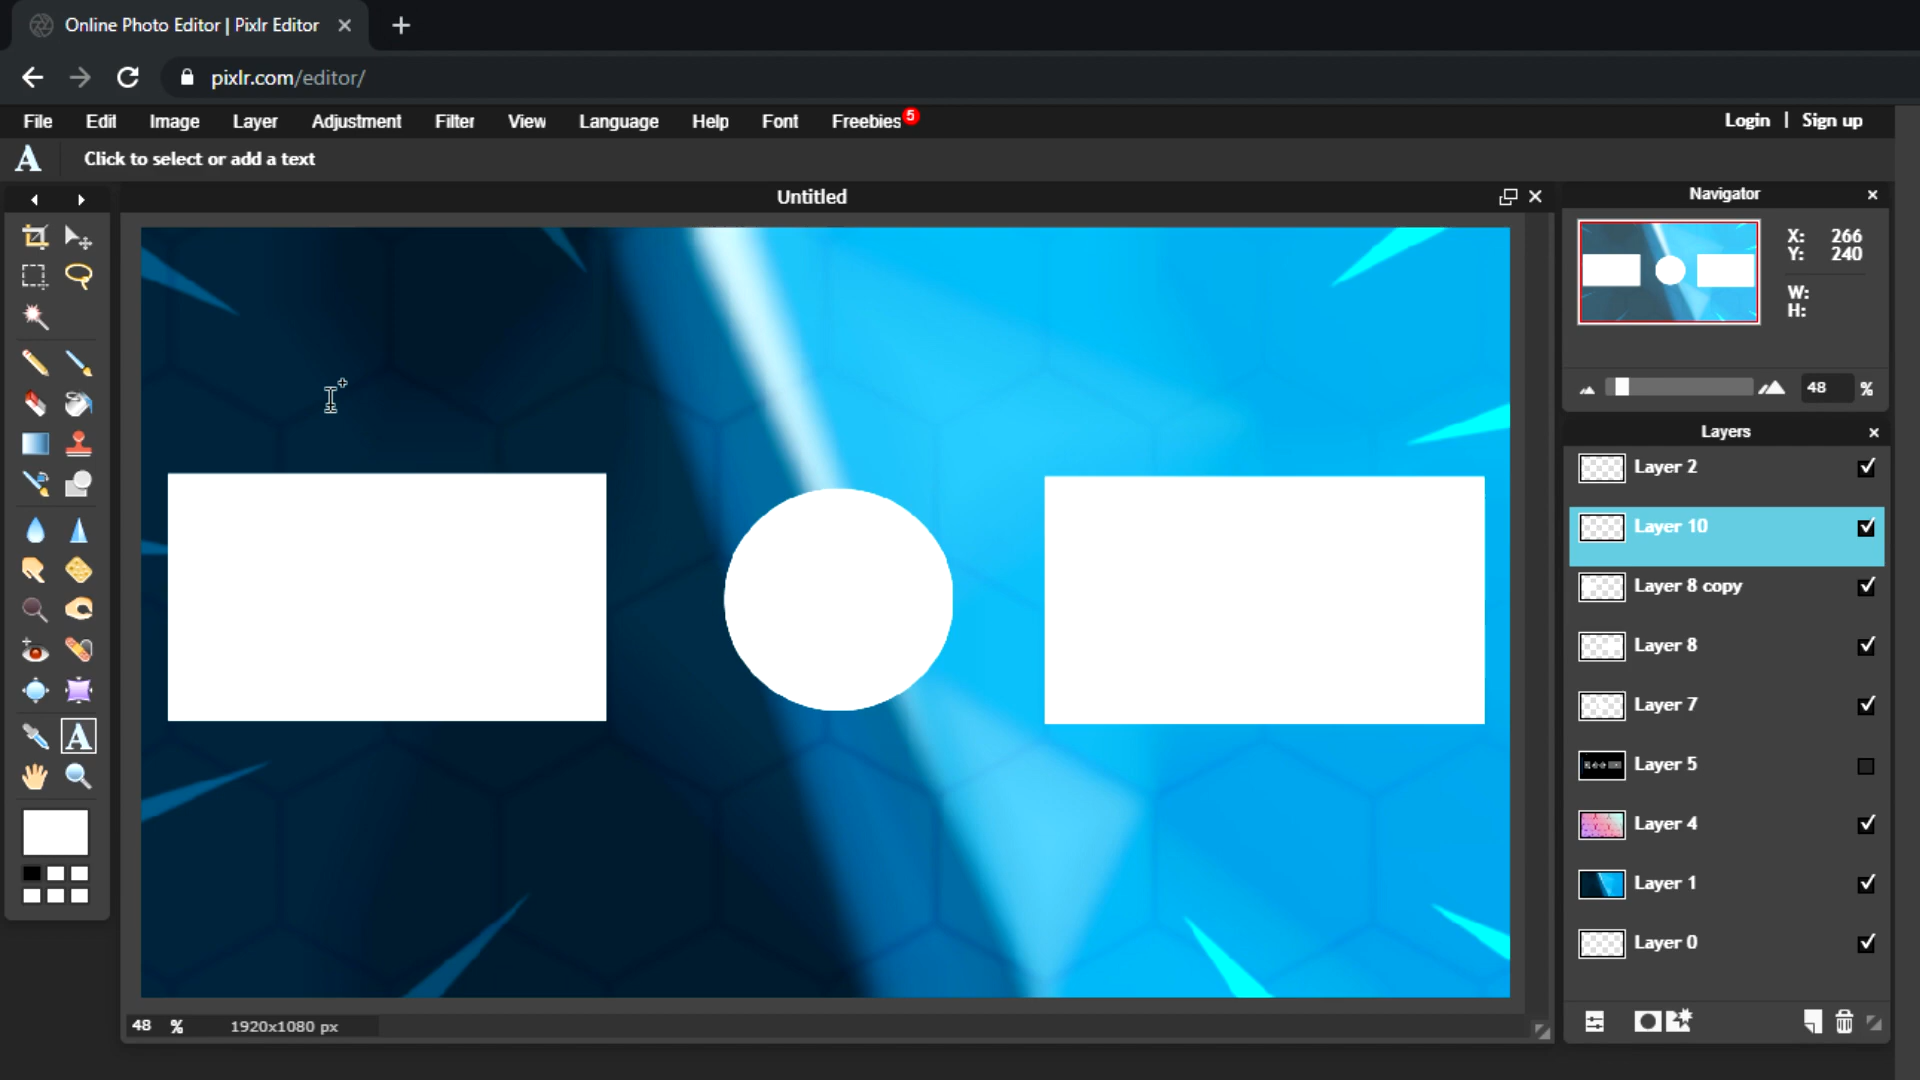 Online Photo Editor | Pixlr Editor
pixlr.com/editor/
File Edit Image Layer Adjustment Filter View Language Help Font Freebies 5 Login | Sign up
A Click to select or add a text
Untitled
Navigator
X: 266
Y: 240
W:
H:
48 %
Layers
Layer 2
Layer 10
Layer 8 copy
Layer 8
Layer 7
Layer 5
Layer 4
Layer 1
Layer 0
A
48 % 1920x1080 px